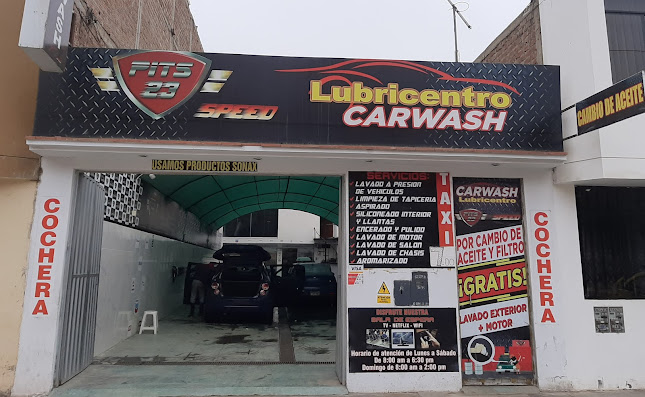 PITS
23
SPEED
Lubricentro
CARWASH
CAMBIO DE ACEITE
USAMOS PRODUCTOS SONAX
COCHERA
SERVICIOS
LAVADO A PRESION
DE VEHICULOS
LIMPIEZA DE TAPICERIA
ASPIRADO
SILICONEADO INTERIOR
Y LLANTAS
ENCERADO Y PULIDO
LAVADO DE MOTOR
LAVADO DE SALON
LAVADO DE CHASIS
AROMARIZADO
TAXI
VISA
DISFRUTE NUESTRA
SALA DE ESPERA
TV - NETFLIX - WIFI
Horario de atención de Lunes a Sábado
De 8:00 am a 6:30 pm
Domingo de 8:00 am a 2:00 pm
CARWASH
Lubricentro
POR CAMBIO DE
ACEITE Y FILTRO
¡GRATIS!
LAVADO EXTERIOR
+ MOTOR
COCHERA